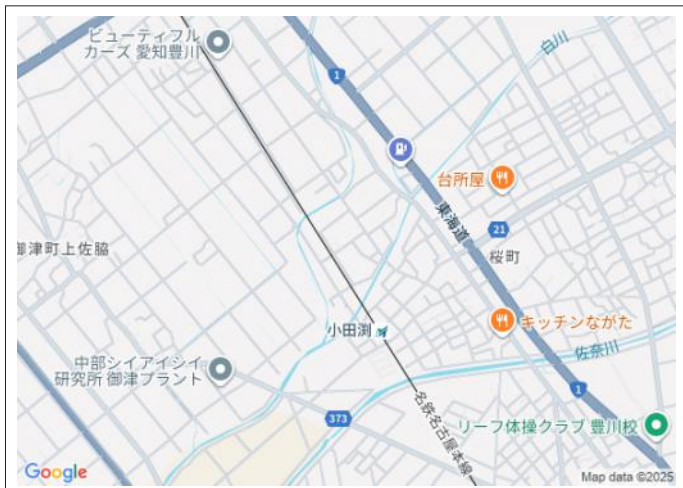 ビューティフル
カーズ 愛知豊川
1
白川
台所屋
東海道
21
桜町
御津町上佐脇
小田渕
キッチンながた
佐奈川
中部シイアイシイ
研究所 御津プラント
373
名鉄名古屋本線
1
リーフ体操クラブ 豊川校
Google
Map data ©2025